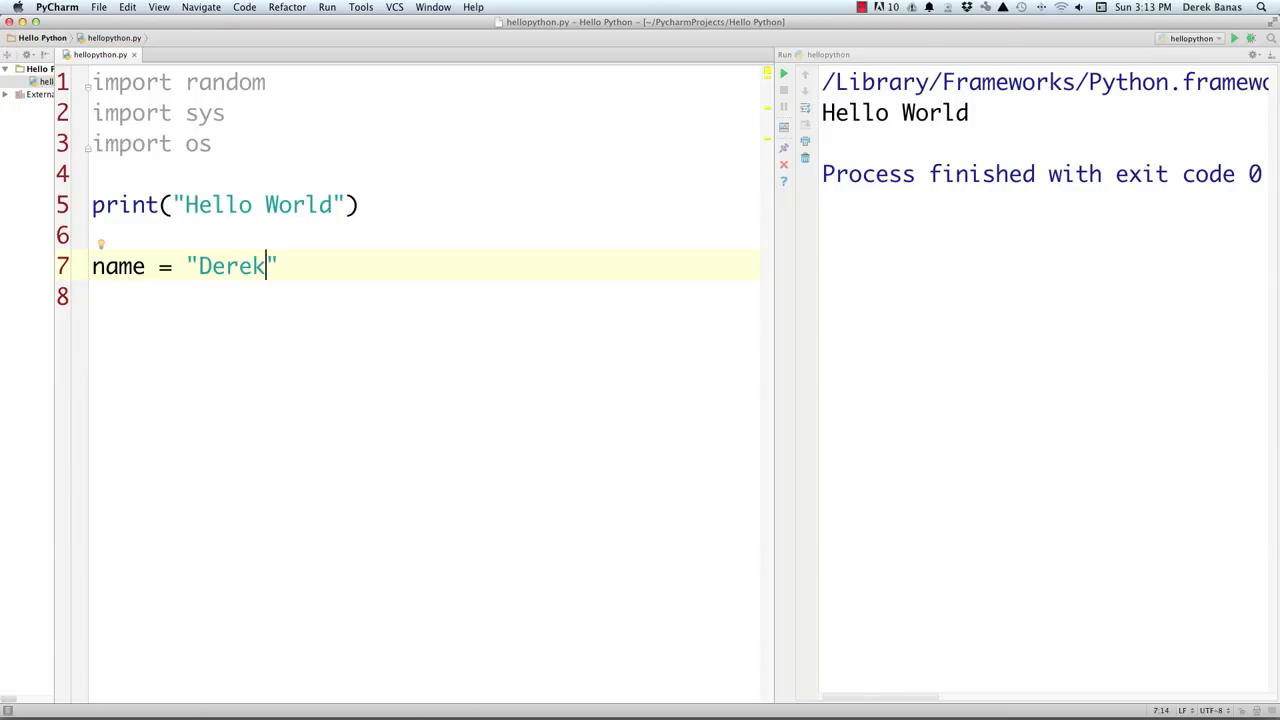 PyCharm File Edit View Navigate Code Refactor Run Tools VCS Window Help 10 Sun 3:13 PM Derek Banas
hellopython.py – Hello Python – [~/PycharmProjects/Hello Python]
Hello Python hellopython.py hellopython
hellopython.py Run hellopython
Hello P
hell
Extern
1 import random
2 import sys
3 import os
4
5 print("Hello World")
6
7 name = "Derek"
8
/Library/Frameworks/Python.framewo
Hello World
Process finished with exit code 0
7:14 LF UTF-8